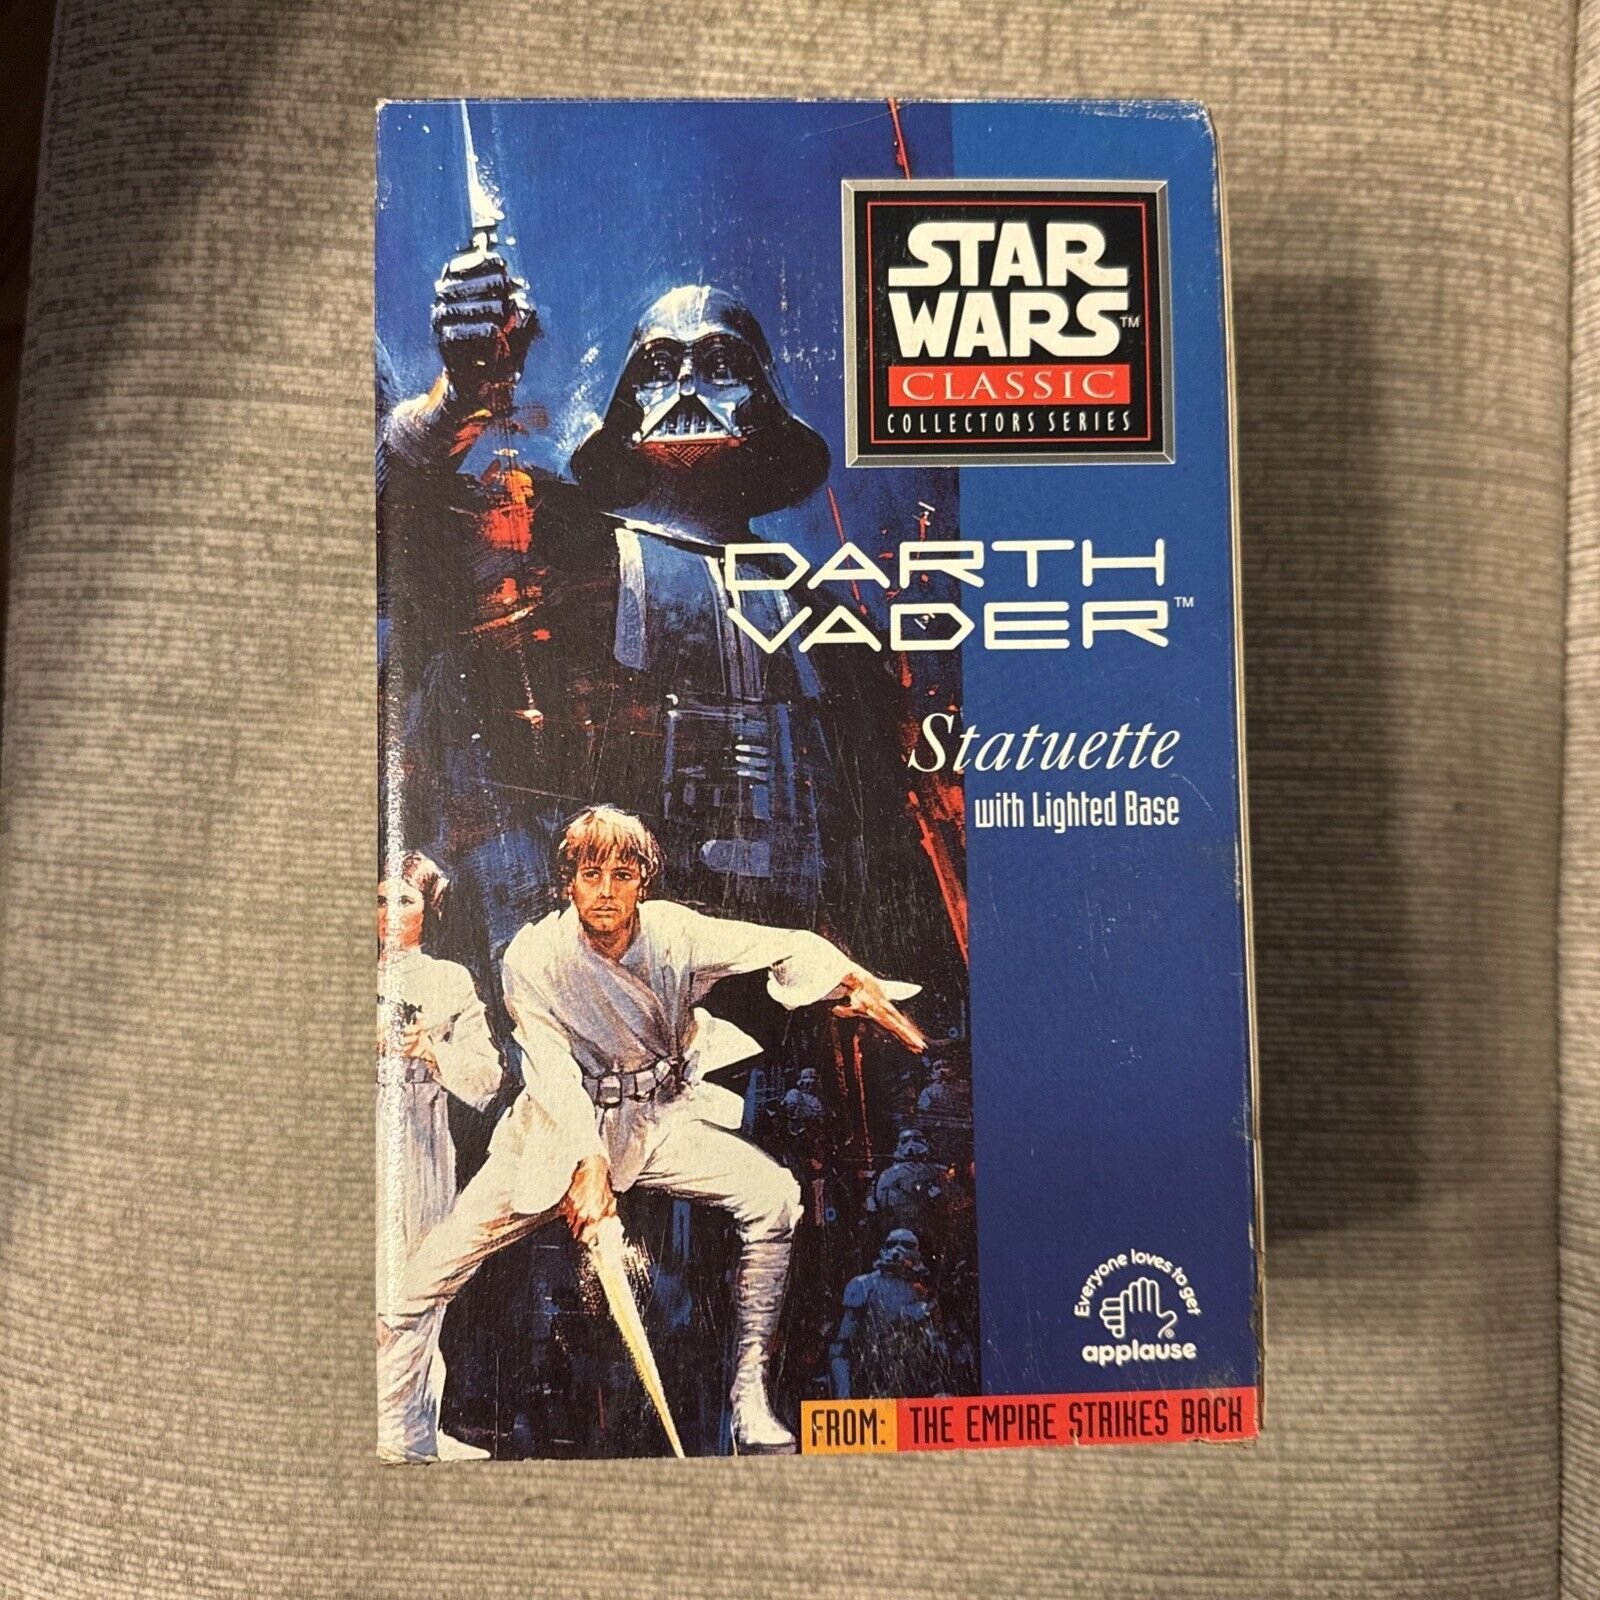 STAR
WARS™
CLASSIC
COLLECTORS SERIES
DARTH
VADER™
Statuette
with Lighted Base
Everyone loves to get
applause®
FROM: THE EMPIRE STRIKES BACK